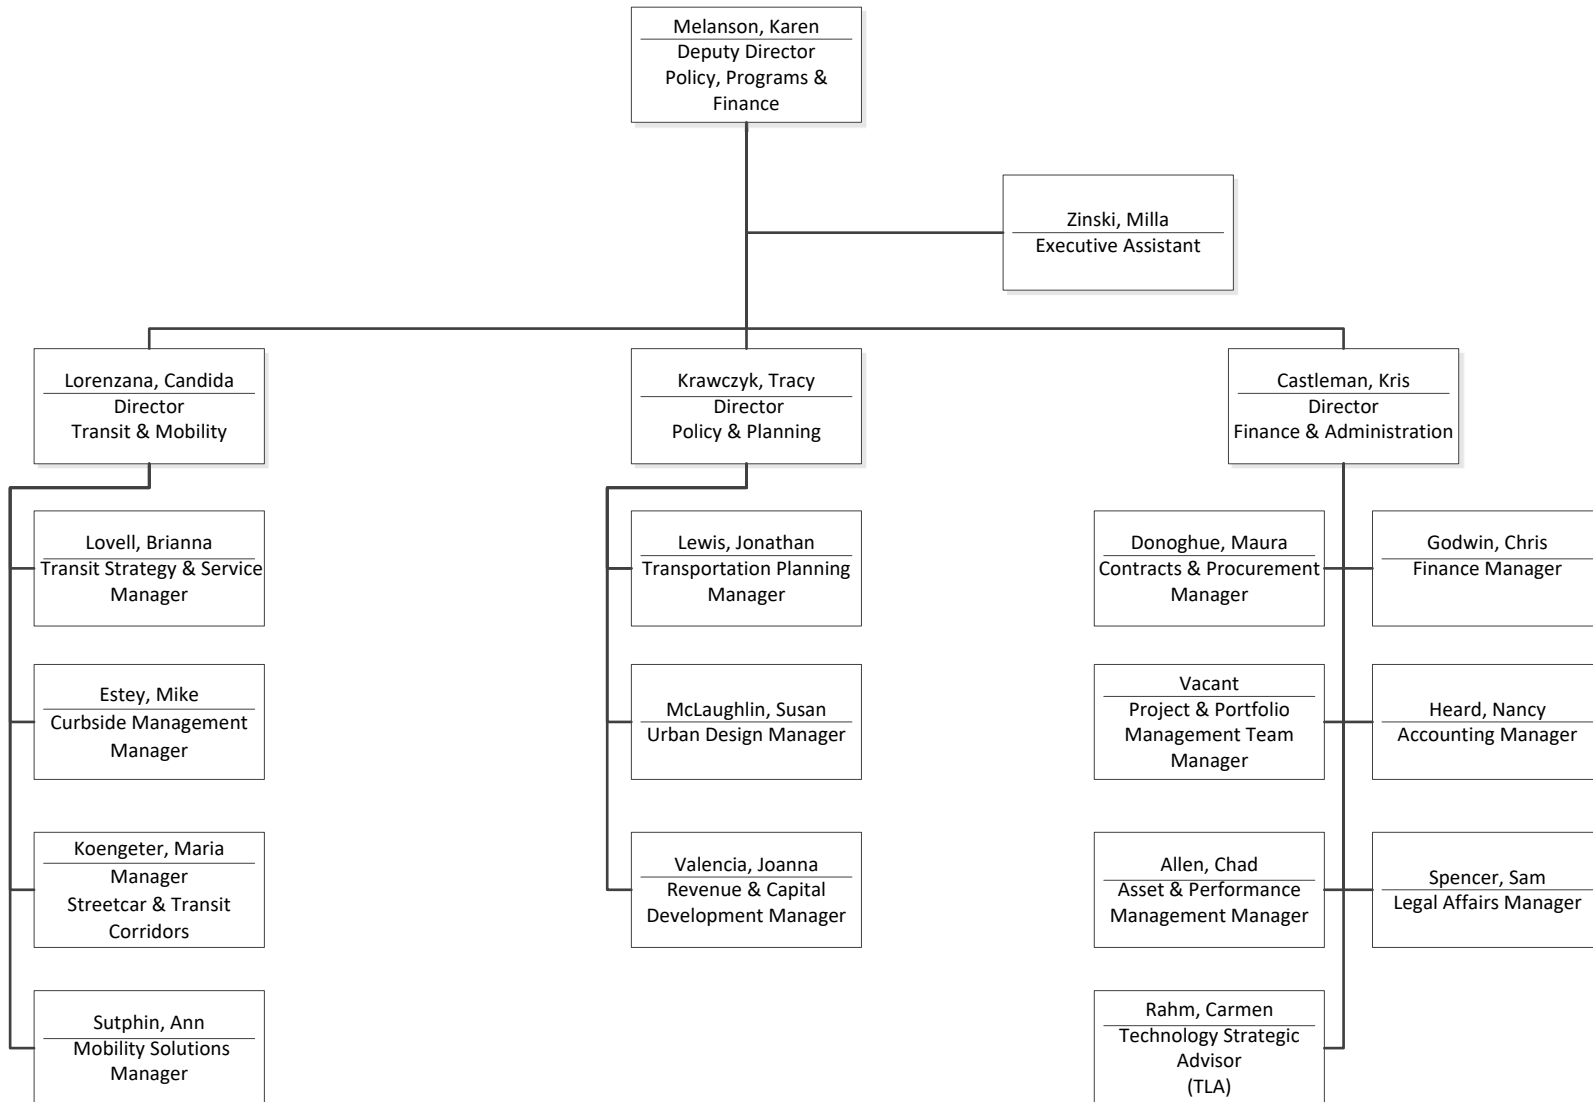 Melanson, Karen
Deputy Director
Policy, Programs &
Finance
Zinski, Milla
Executive Assistant
Lorenzana, Candida
Director
Transit & Mobility
Krawczyk, Tracy
Director
Policy & Planning
Castleman, Kris
Director
Finance & Administration
Lovell, Brianna
Transit Strategy & Service
Manager
Lewis, Jonathan
Transportation Planning
Manager
Donoghue, Maura
Contracts & Procurement
Manager
Godwin, Chris
Finance Manager
Estey, Mike
Curbside Management
Manager
McLaughlin, Susan
Urban Design Manager
Vacant
Project & Portfolio
Management Team
Manager
Heard, Nancy
Accounting Manager
Koengeter, Maria
Manager
Streetcar & Transit
Corridors
Valencia, Joanna
Revenue & Capital
Development Manager
Allen, Chad
Asset & Performance
Management Manager
Spencer, Sam
Legal Affairs Manager
Sutphin, Ann
Mobility Solutions
Manager
Rahm, Carmen
Technology Strategic
Advisor
(TLA)